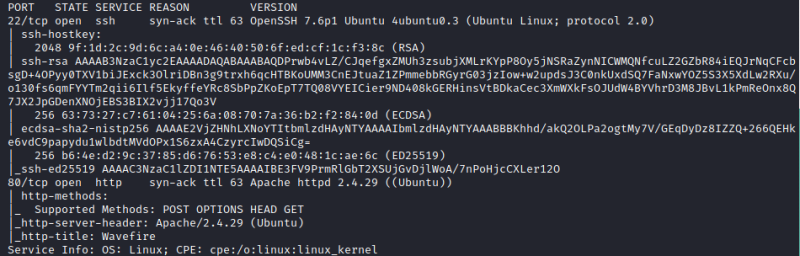 PORT   STATE SERVICE REASON         VERSION
22/tcp open  ssh     syn-ack ttl 63 OpenSSH 7.6p1 Ubuntu 4ubuntu0.3 (Ubuntu Linux; protocol 2.0)
| ssh-hostkey:
|   2048 9f:1d:2c:9d:6c:a4:0e:46:40:50:6f:ed:cf:1c:f3:8c (RSA)
| ssh-rsa AAAAB3NzaC1yc2EAAAADAQABAAABAQDPrwb4vLZ/CJqefgxZMUh3zsubjXMLrKYpP8Oy5jNSRaZynNICWMQNfcuLZ2GZbR84iEQJrNqCFcb
sgD+4OPyy0TXV1biJExck3OlriDBn3g9trxh6qcHTBKoUMM3CnEJtuaZ1ZPmmebbRGyrG03jzIow+w2updsJ3C0nkUxdSQ7FaNxwYOZ5S3X5XdLw2RXu/
o130fs6qmFYYTm2qii6Ilf5EkyffeYRc8SbPpZKoEpT7TQ08VYEICier9ND408kGERHinsVtBDkaCec3XmWXkFsOJUdW4BYVhrD3M8JBvL1kPmReOnx8Q
7JX2JpGDenXNOjEBS3BIX2vjj17Qo3V
|   256 63:73:27:c7:61:04:25:6a:08:70:7a:36:b2:f2:84:0d (ECDSA)
| ecdsa-sha2-nistp256 AAAAE2VjZHNhLXNoYTItbmlzdHAyNTYAAAAIbmlzdHAyNTYAAABBBKhhd/akQ2OLPa2ogtMy7V/GEqDyDz8IZZQ+266QEHk
e6vdC9papydu1wlbdtMVdOPx1S6zxA4CzyrcIwDQSiCg=
|   256 b6:4e:d2:9c:37:85:d6:76:53:e8:c4:e0:48:1c:ae:6c (ED25519)
|_ssh-ed25519 AAAAC3NzaC1lZDI1NTE5AAAAIBE3FV9PrmRlGbT2XSUjGvDjlWoA/7nPoHjcCXLer12O
80/tcp open  http    syn-ack ttl 63 Apache httpd 2.4.29 ((Ubuntu))
| http-methods:
|_  Supported Methods: POST OPTIONS HEAD GET
|_http-server-header: Apache/2.4.29 (Ubuntu)
|_http-title: Wavefire
Service Info: OS: Linux; CPE: cpe:/o:linux:linux_kernel